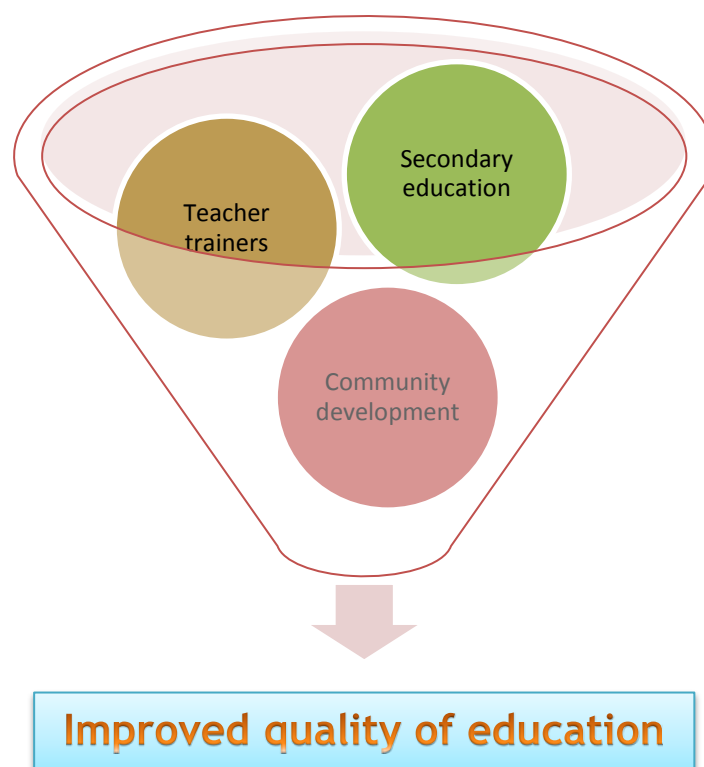 Secondary
education
Teacher
trainers
Community
development
Improved quality of education